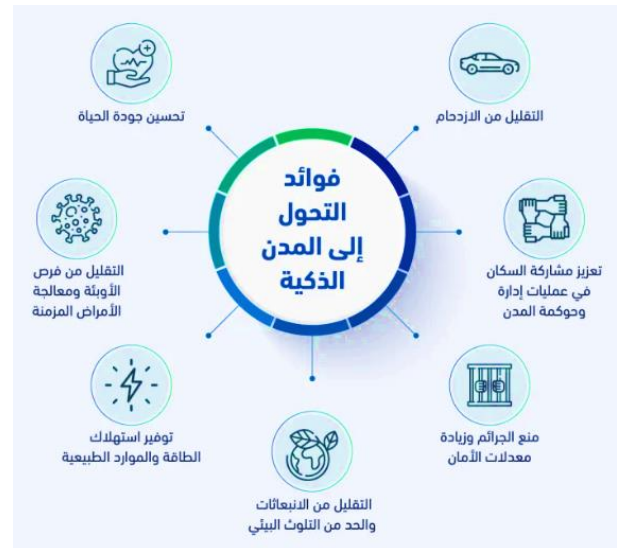 فوائد
التحول
إلى المدن
الذكية
التقليل من الازدحام
تعزيز مشاركة السكان
في عمليات إدارة
وحوكمة المدن
منع الجرائم وزيادة
معدلات الأمان
التقليل من الانبعاثات
والحد من التلوث البيئي
توفير استهلاك
الطاقة والموارد الطبيعية
التقليل من فرص
الأوبئة ومعالجة
الأمراض المزمنة
تحسين جودة الحياة